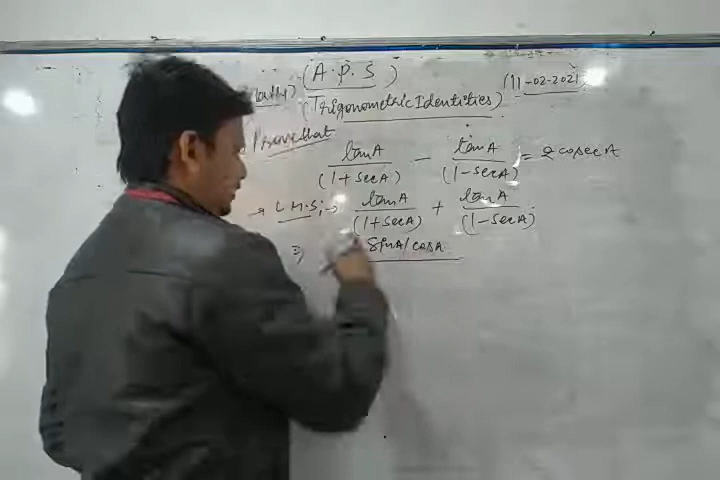 (A.P.S)
(Trigonometric Identities) (11-02-2021
Prove that
tanA/(1+secA) − tanA/(1-secA) = 2cosecA
→ L.H.S; → tanA/(1+secA) + tanA/(1-secA)
⇒ SinA/cosA